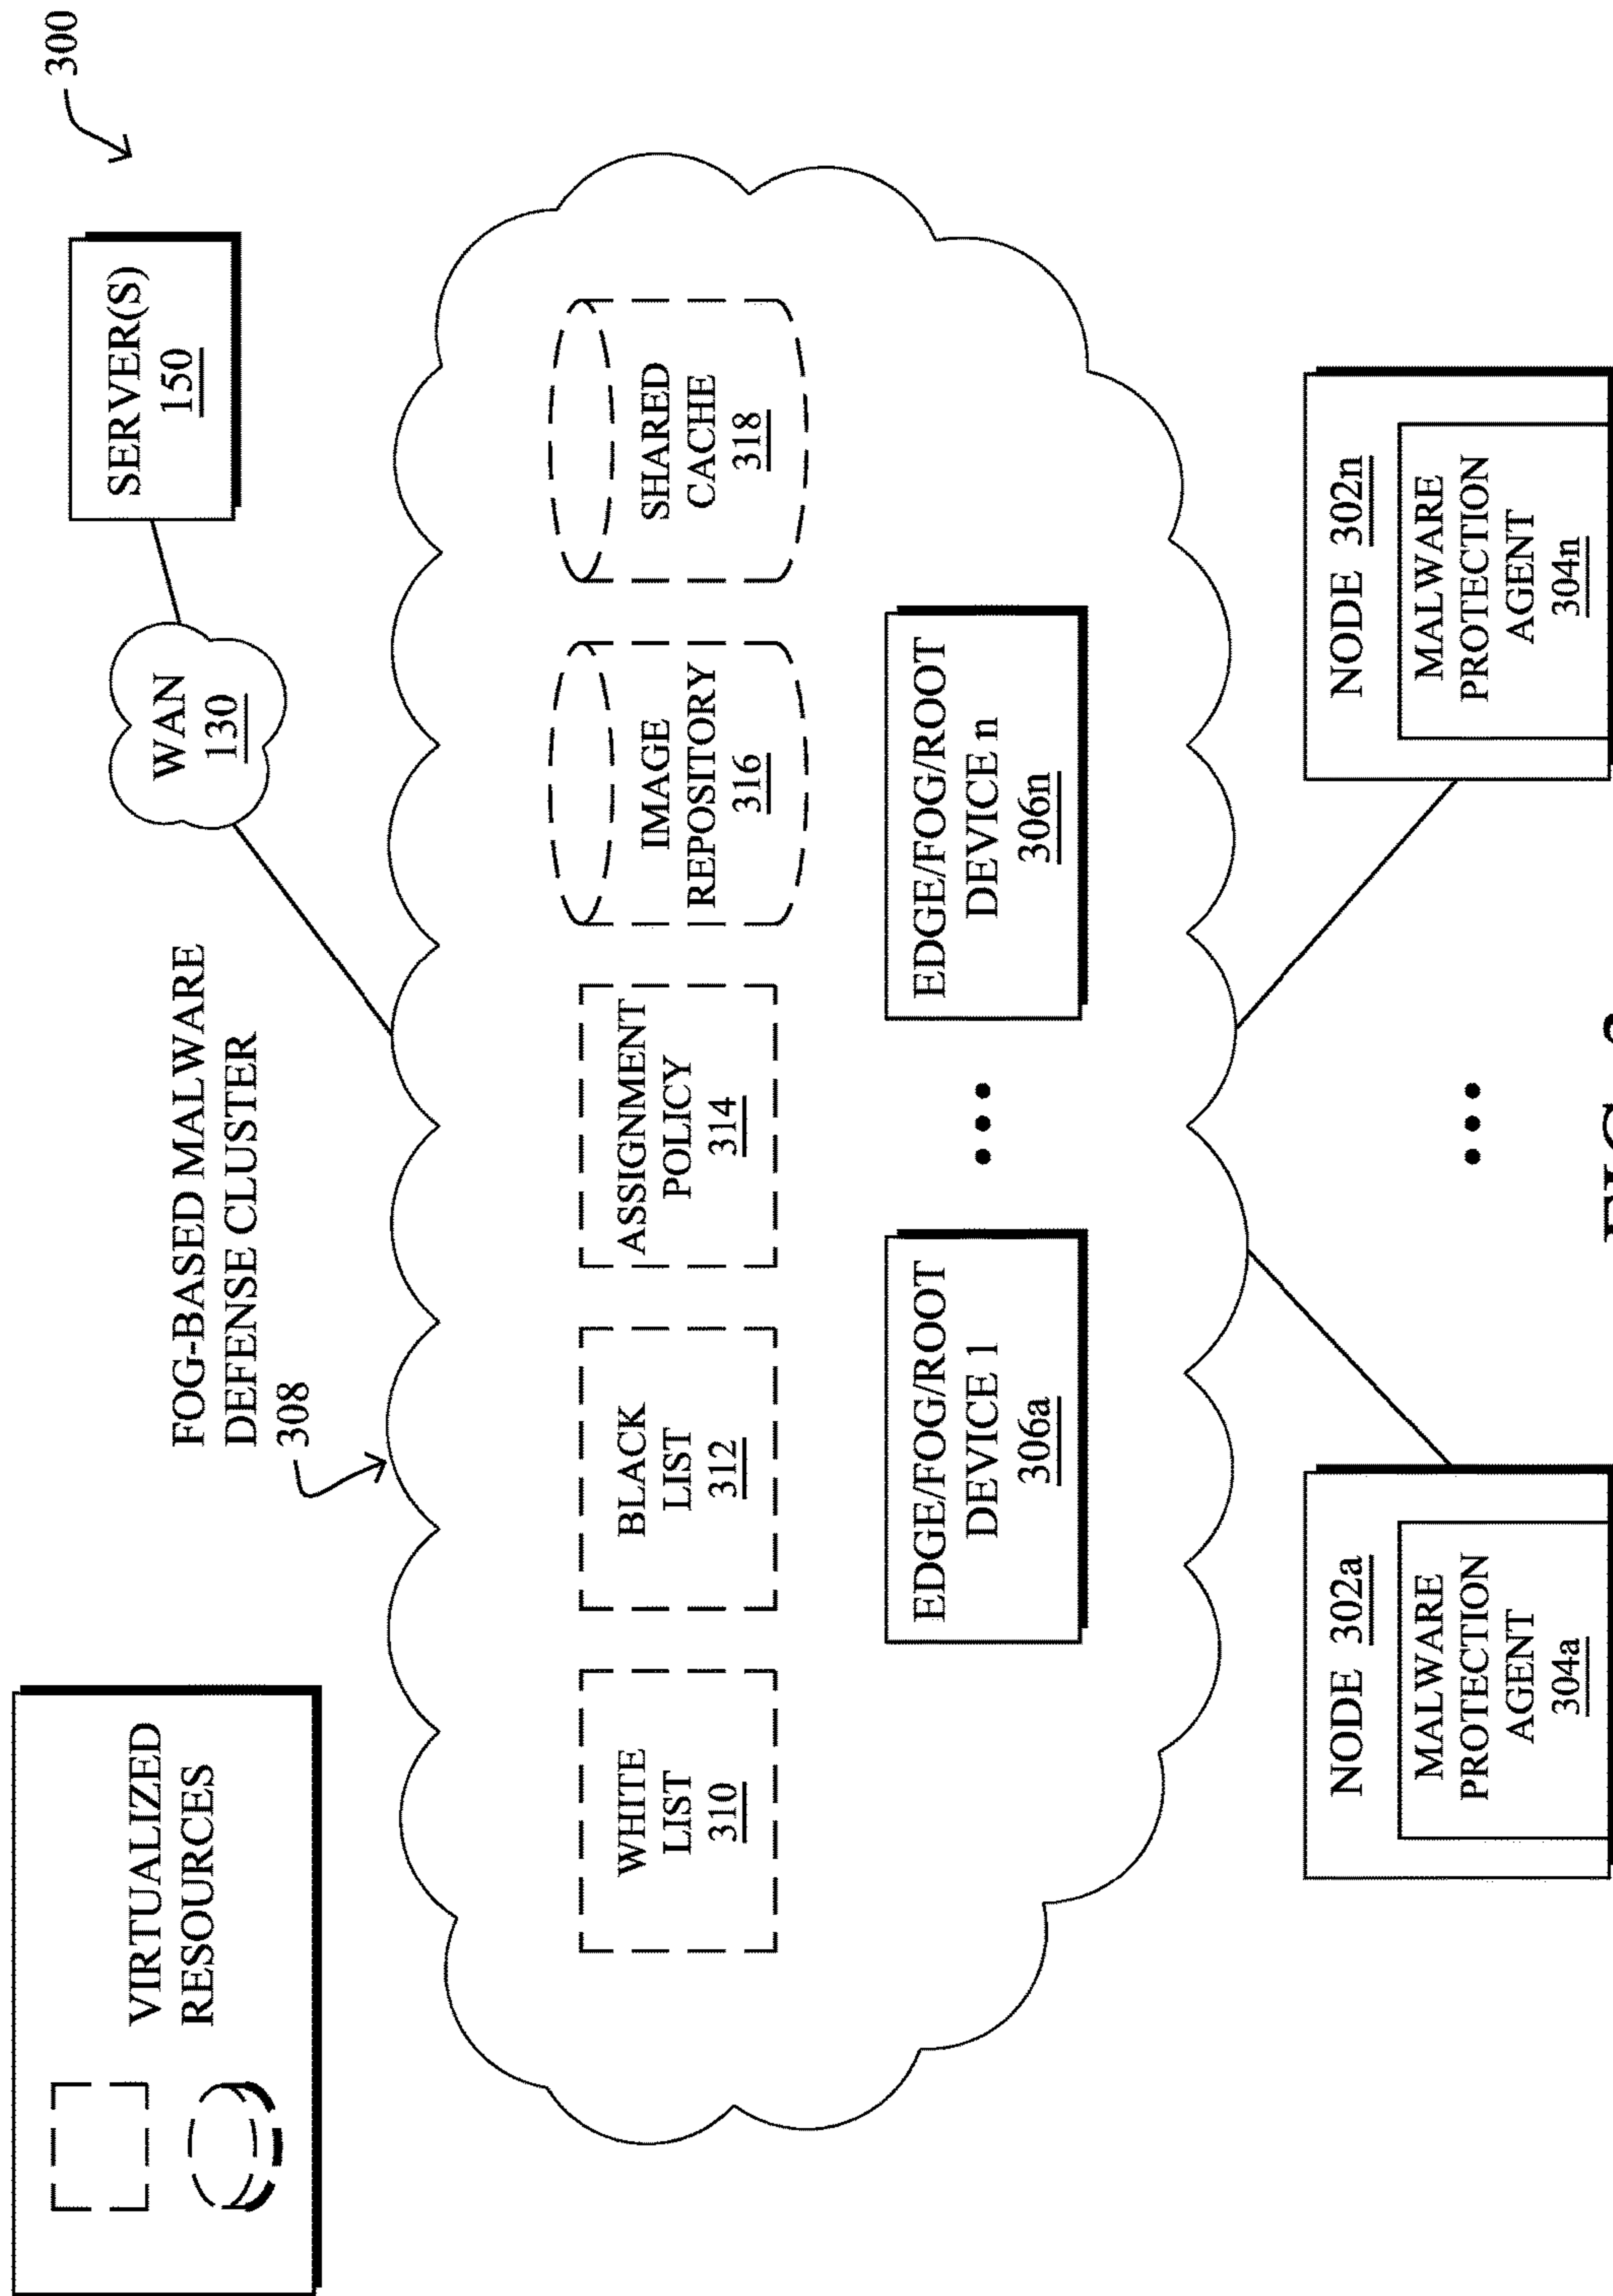 VIRTUALIZED
RESOURCES
FOG-BASED MALWARE
DEFENSE CLUSTER
308
WAN
130
SERVER(S)
150
300
WHITE
LIST
310
BLACK
LIST
312
ASSIGNMENT
POLICY
314
IMAGE
REPOSITORY
316
SHARED
CACHE
318
EDGE/FOG/ROOT
DEVICE 1
306a
• • •
EDGE/FOG/ROOT
DEVICE n
306n
NODE 302a
MALWARE
PROTECTION
AGENT
304a
• • •
NODE 302n
MALWARE
PROTECTION
AGENT
304n